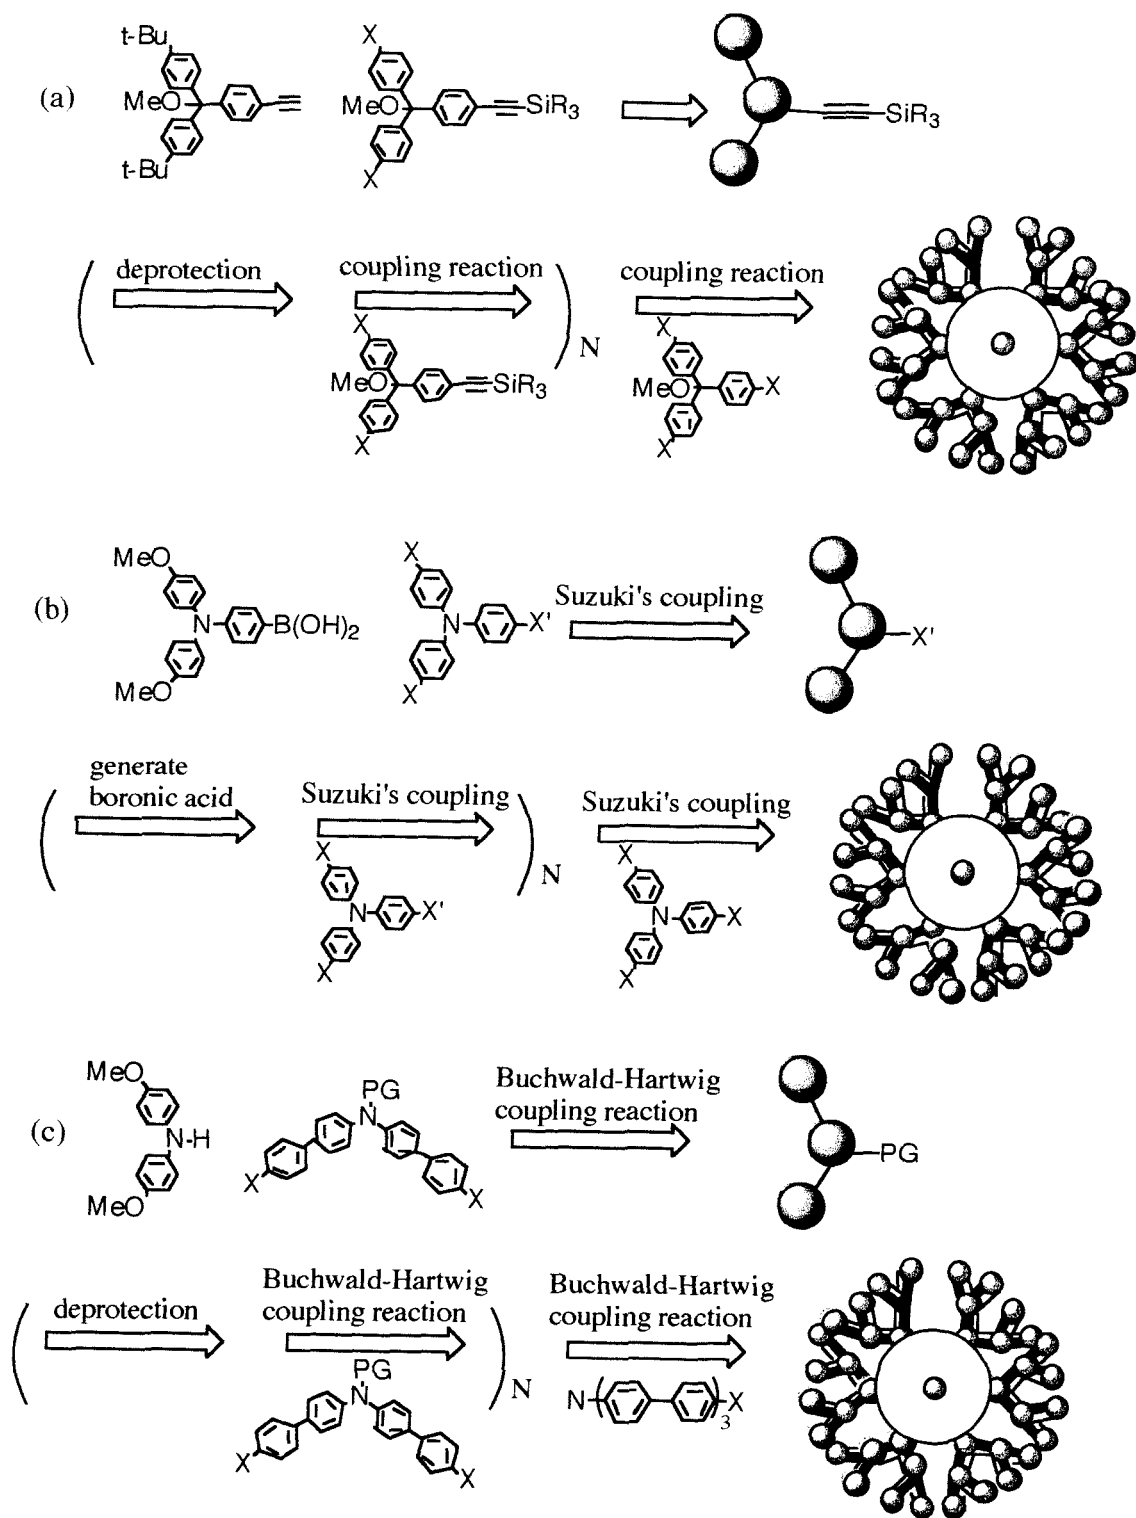 (a)
t-Bu
MeO
t-Bu
X
MeO
SiR3
X
SiR3
deprotection
coupling reaction
X
MeO
SiR3
X
N
coupling reaction
X
MeO
X
X
(b)
MeO
N
B(OH)2
MeO
X
N
X'
X
Suzuki's coupling
X'
generate
boronic acid
Suzuki's coupling
X
N
X'
X
N
Suzuki's coupling
X
N
X
X
(c)
MeO
N-H
MeO
PG
N
X
X
Buchwald-Hartwig
coupling reaction
PG
deprotection
Buchwald-Hartwig
coupling reaction
PG
N
X
X
N
Buchwald-Hartwig
coupling reaction
N
X
3